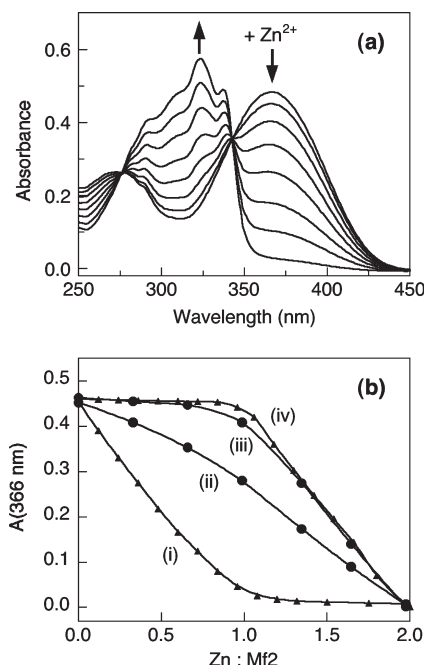 (a)
+ Zn²⁺
Absorbance
0.6
0.4
0.2
0.0
250 300 350 400 450
Wavelength (nm)
(b)
A(366 nm)
0.5
0.4
0.3
0.2
0.1
0.0
(iv)
(iii)
(ii)
(i)
0.0 0.5 1.0 1.5 2.0
Zn : Mf2